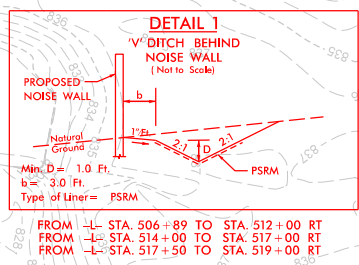 DETAIL 1
'V' DITCH BEHIND
NOISE WALL
( Not to Scale)
PROPOSED
NOISE WALL
b
Natural
Ground
1"/Ft.
2:1
D
2:1
PSRM
Min. D = 1.0 Ft.
b = 3.0 Ft.
Type of Liner = PSRM
FROM -L- STA. 506+89 TO STA. 512+00 RT
FROM -L- STA. 514+00 TO STA. 517+00 RT
FROM -L- STA. 517+50 TO STA. 519+00 RT
835
837
829